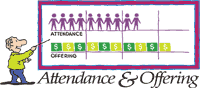 ATTENDANCE
$ $ $ $ $ $ $ $ $ $
OFFERING
Attendance & Offering